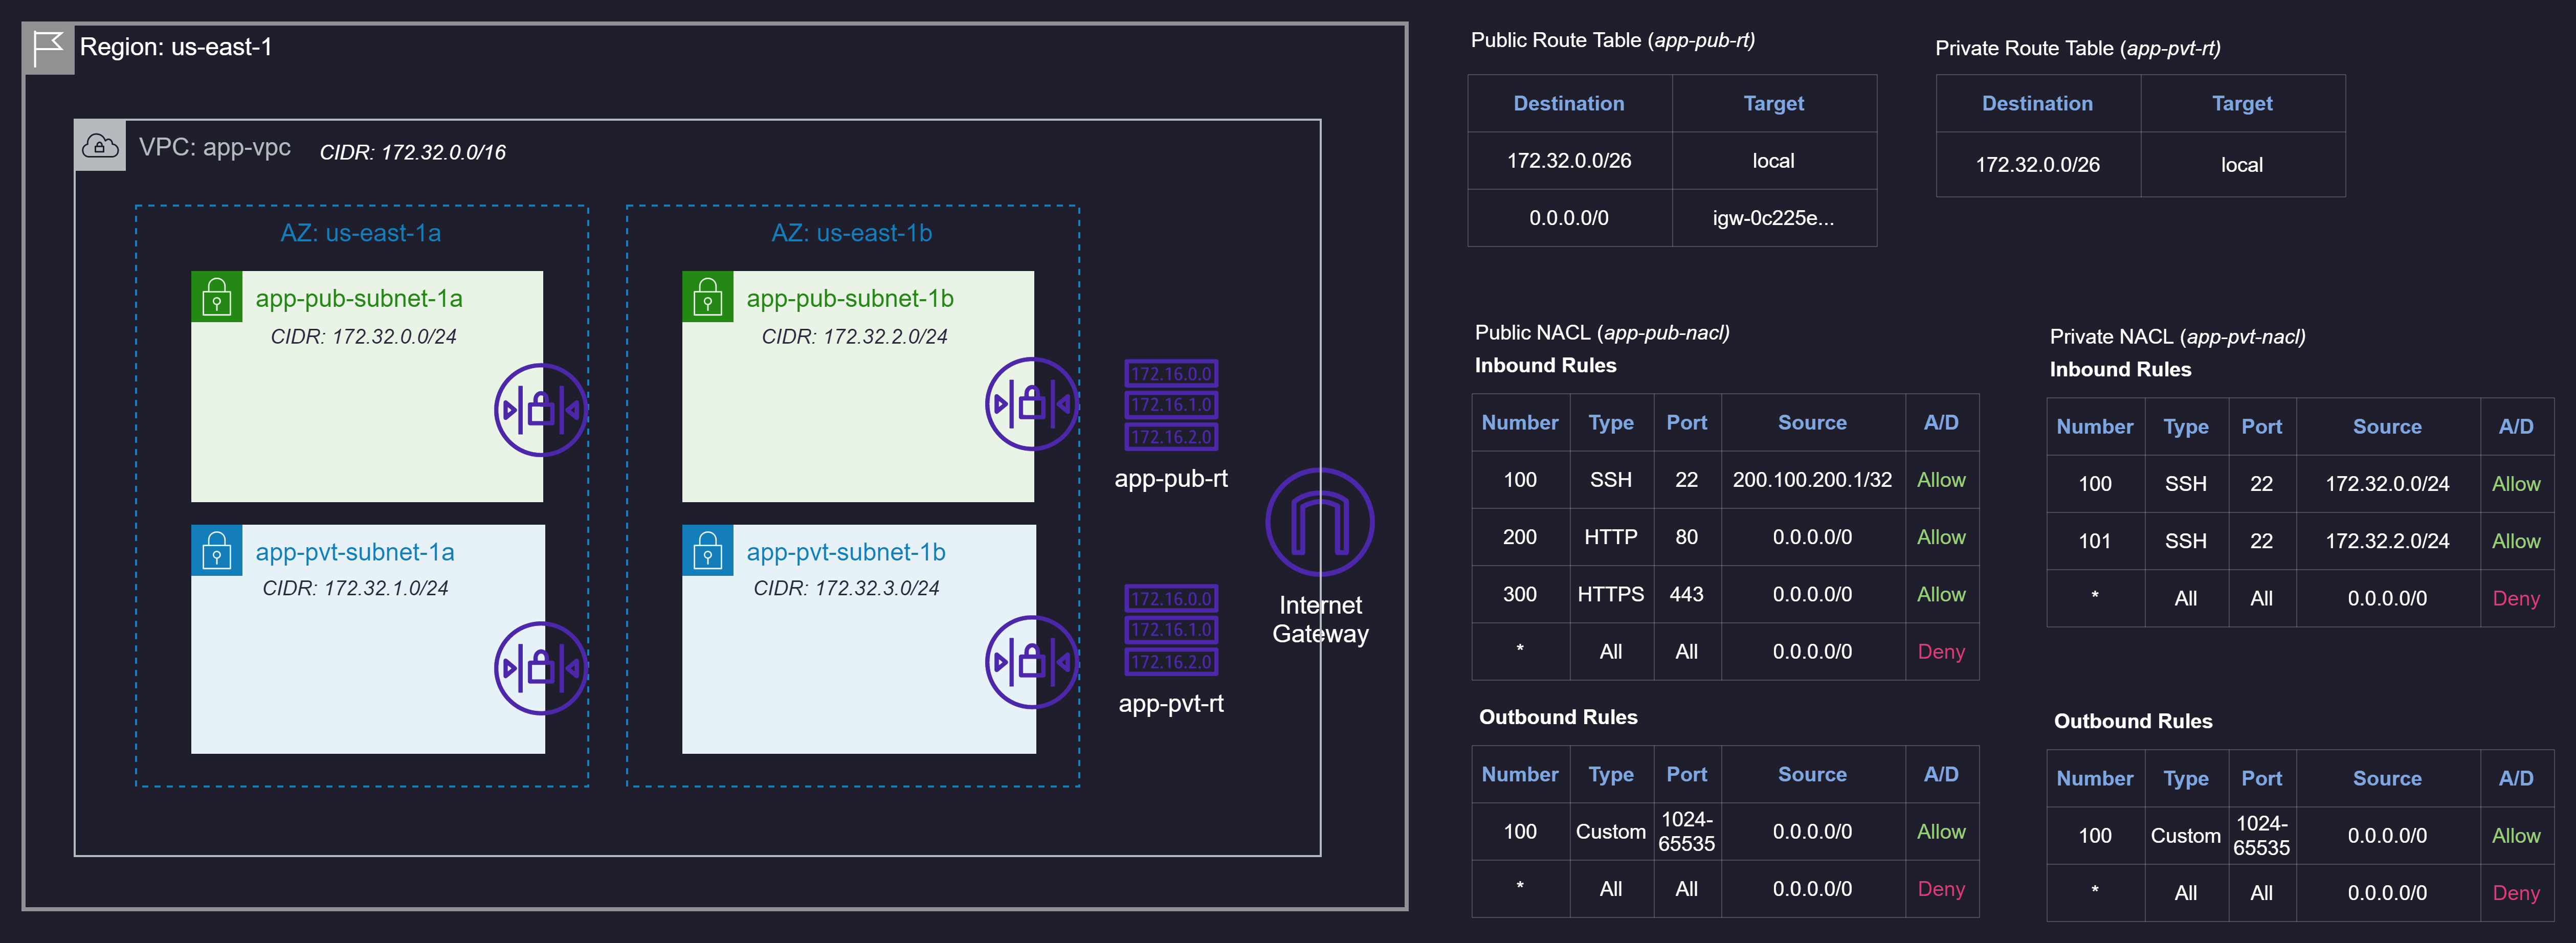 Region: us-east-1
VPC: app-vpc CIDR: 172.32.0.0/16
AZ: us-east-1a
app-pub-subnet-1a
CIDR: 172.32.0.0/24
app-pvt-subnet-1a
CIDR: 172.32.1.0/24
AZ: us-east-1b
app-pub-subnet-1b
CIDR: 172.32.2.0/24
app-pvt-subnet-1b
CIDR: 172.32.3.0/24
172.16.0.0
172.16.1.0
172.16.2.0
app-pub-rt
172.16.0.0
172.16.1.0
172.16.2.0
app-pvt-rt
Internet
Gateway
Public Route Table (app-pub-rt)
Destination Target
172.32.0.0/26 local
0.0.0.0/0 igw-0c225e...
Private Route Table (app-pvt-rt)
Destination Target
172.32.0.0/26 local
Public NACL (app-pub-nacl)
Inbound Rules
Number Type Port Source A/D
100 SSH 22 200.100.200.1/32 Allow
200 HTTP 80 0.0.0.0/0 Allow
300 HTTPS 443 0.0.0.0/0 Allow
* All All 0.0.0.0/0 Deny
Outbound Rules
Number Type Port Source A/D
100 Custom 1024-65535 0.0.0.0/0 Allow
* All All 0.0.0.0/0 Deny
Private NACL (app-pvt-nacl)
Inbound Rules
Number Type Port Source A/D
100 SSH 22 172.32.0.0/24 Allow
101 SSH 22 172.32.2.0/24 Allow
* All All 0.0.0.0/0 Deny
Outbound Rules
Number Type Port Source A/D
100 Custom 1024-65535 0.0.0.0/0 Allow
* All All 0.0.0.0/0 Deny